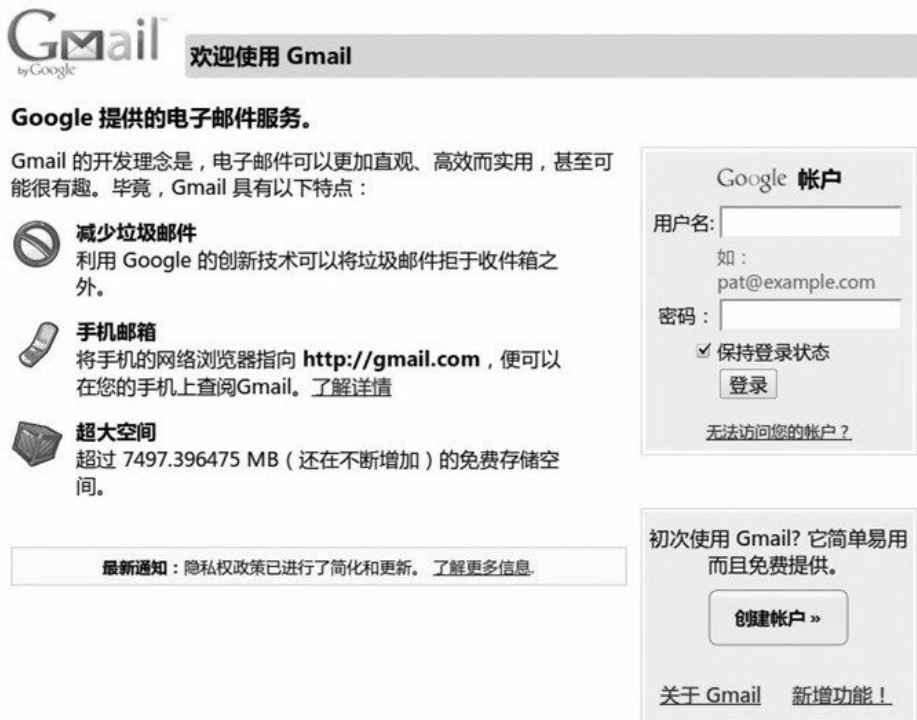 Gmail
by Google
欢迎使用 Gmail
Google 提供的电子邮件服务。
Gmail 的开发理念是，电子邮件可以更加直观、高效而实用，甚至可
能很有趣。毕竟，Gmail 具有以下特点：
减少垃圾邮件
利用 Google 的创新技术可以将垃圾邮件拒于收件箱之
外。
手机邮箱
将手机的网络浏览器指向 http://gmail.com，便可以
在您的手机上查阅Gmail。了解详情
超大空间
超过 7497.396475 MB（还在不断增加）的免费存储空
间。
最新通知：隐私权政策已进行了简化和更新。 了解更多信息.
Google 帐户
用户名:
如：
pat@example.com
密码：
保持登录状态
登录
无法访问您的帐户？
初次使用 Gmail? 它简单易用
而且免费提供。
创建帐户 »
关于 Gmail 新增功能！